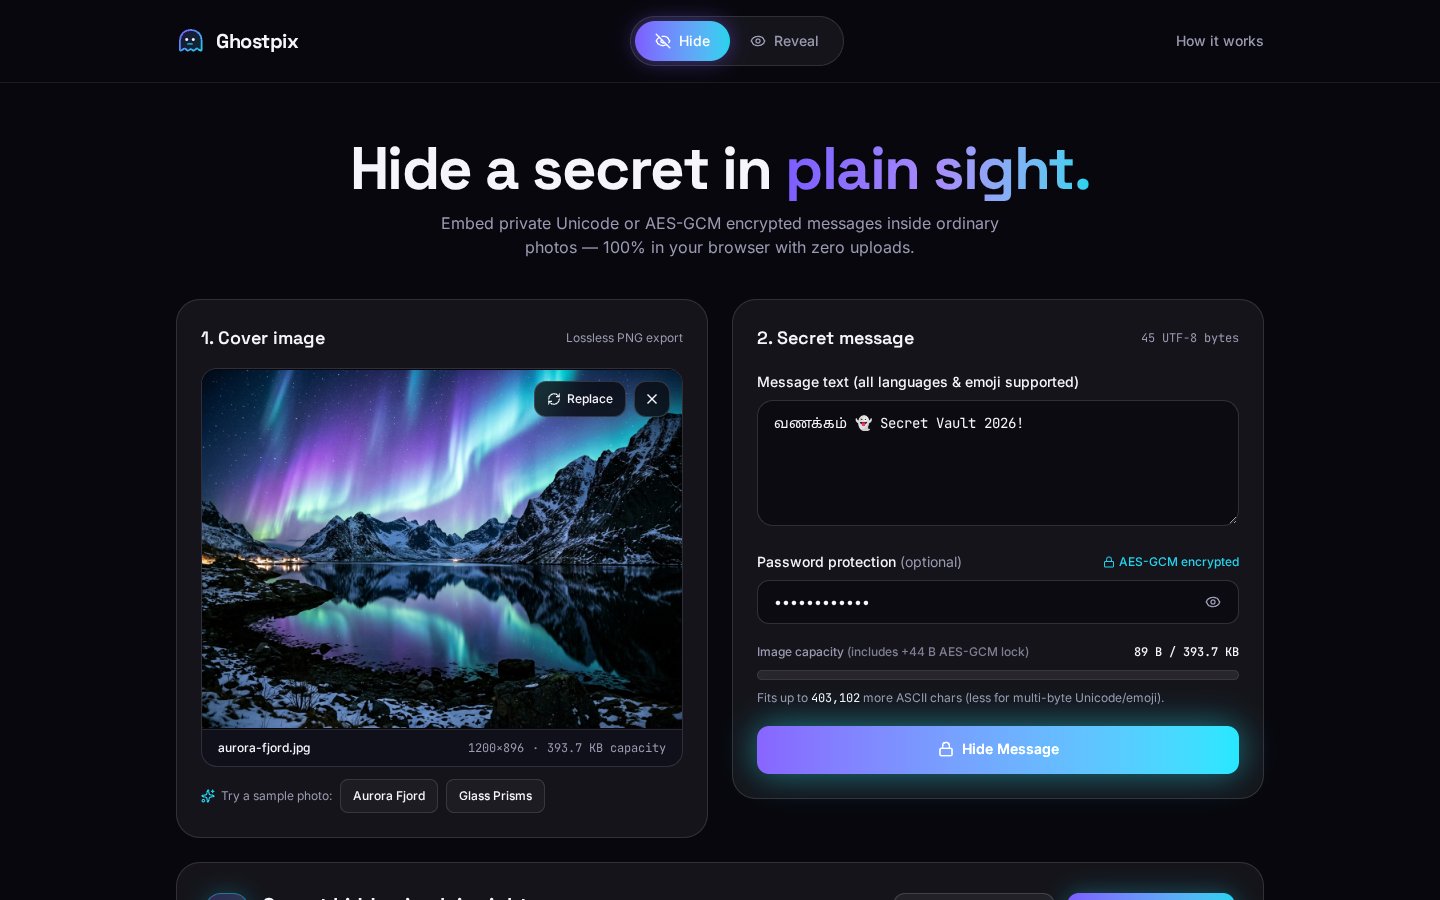 Ghostpix
Hide
Reveal
How it works
Hide a secret in plain sight.
Embed private Unicode or AES-GCM encrypted messages inside ordinary
photos — 100% in your browser with zero uploads.
1. Cover image
Lossless PNG export
Replace
aurora-fjord.jpg
1200×896 · 393.7 KB capacity
Try a sample photo:
Aurora Fjord
Glass Prisms
2. Secret message
45 UTF-8 bytes
Message text (all languages & emoji supported)
வணக்கம் 👻 Secret Vault 2026!
Password protection (optional)
AES-GCM encrypted
••••••••••••
Image capacity (includes +44 B AES-GCM lock)
89 B / 393.7 KB
Fits up to 403,102 more ASCII chars (less for multi-byte Unicode/emoji).
Hide Message